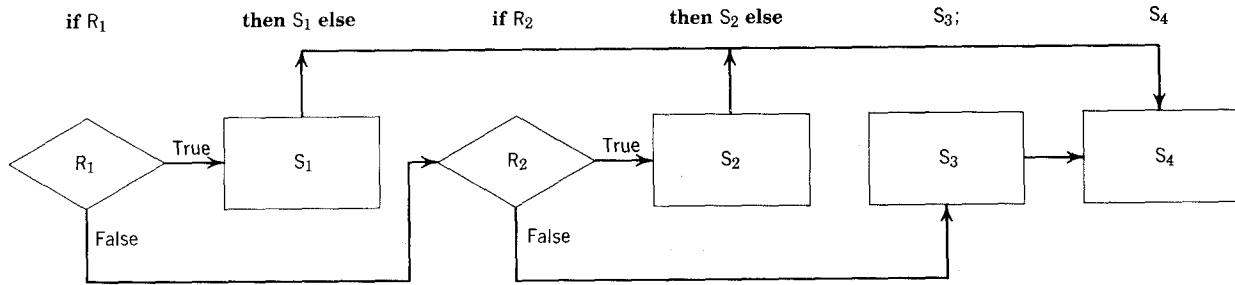 if R₁ then S₁ else if R₂ then S₂ else S₃; S₄
R₁ True S₁ R₂ True S₂ S₃ S₄
False False